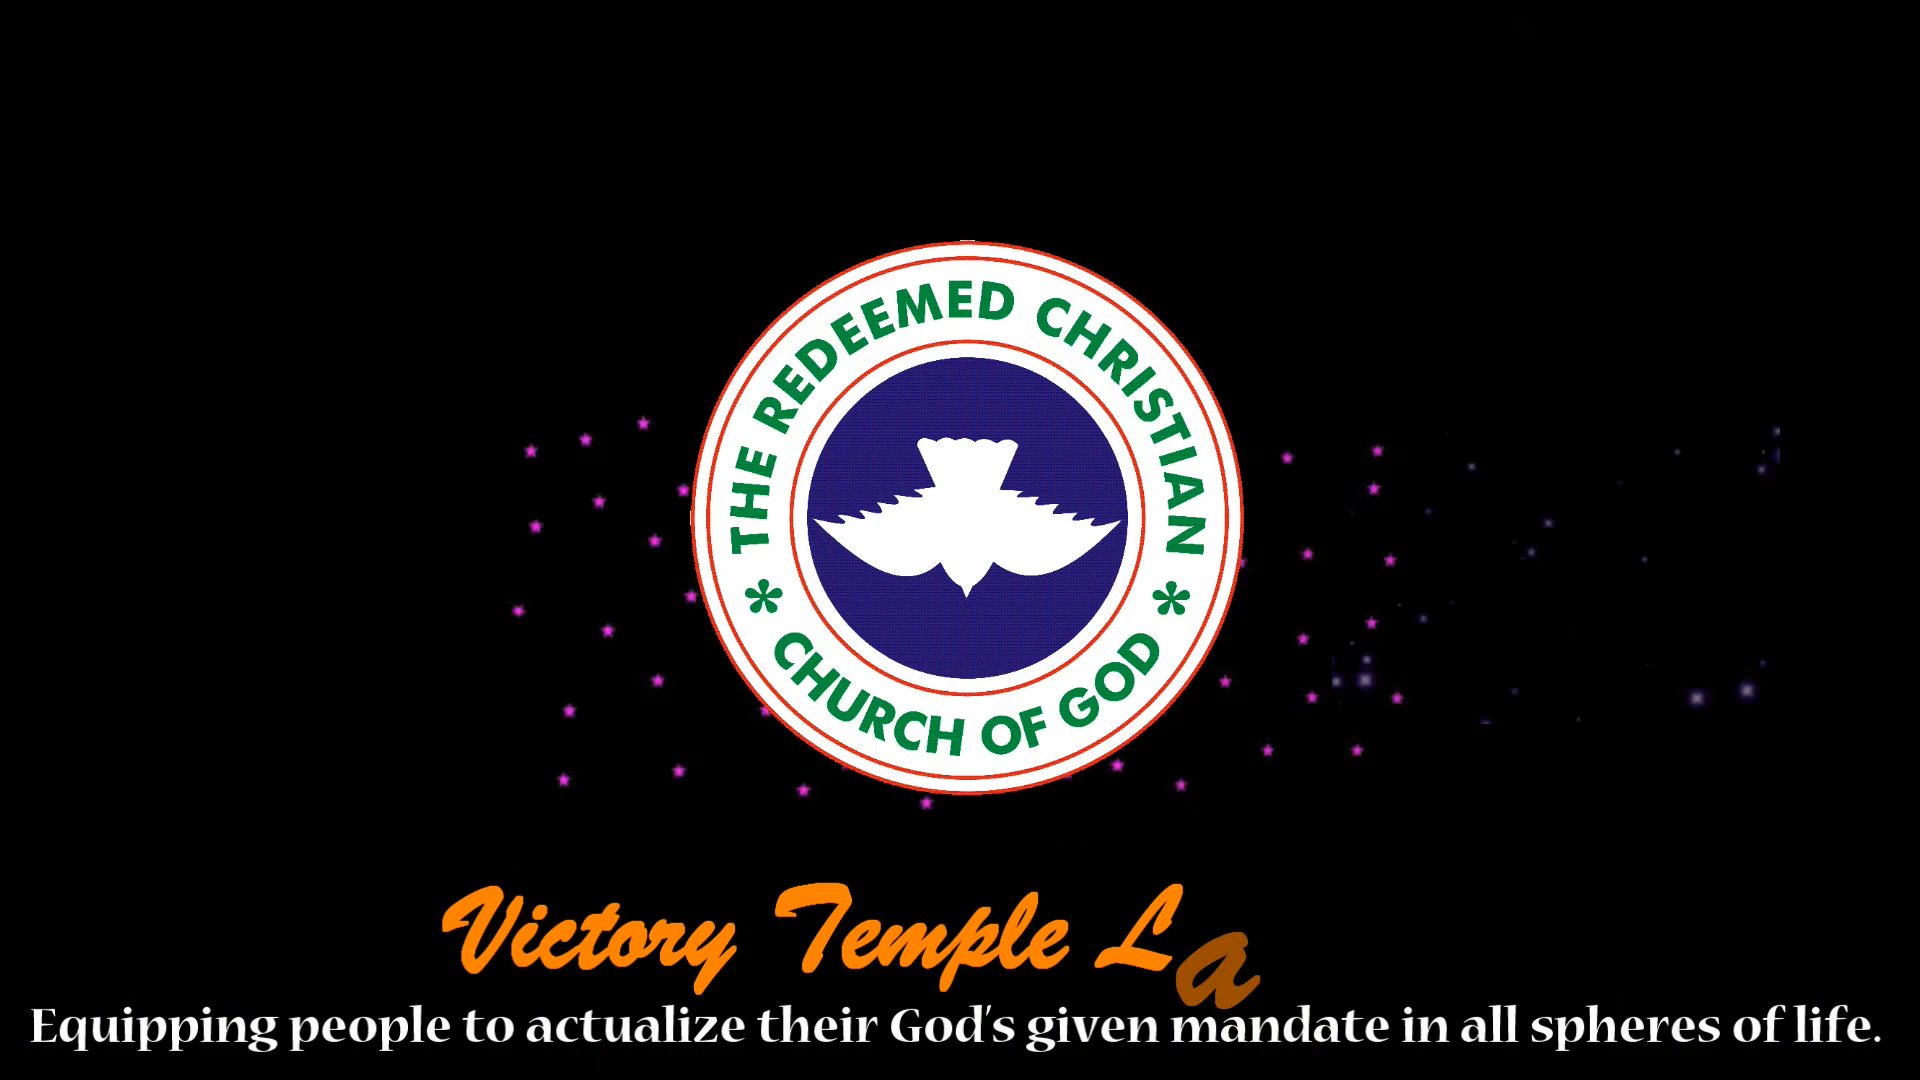 THE REDEEMED CHRISTIAN
* CHURCH OF GOD *
Victory Temple La
Equipping people to actualize their God's given mandate in all spheres of life.